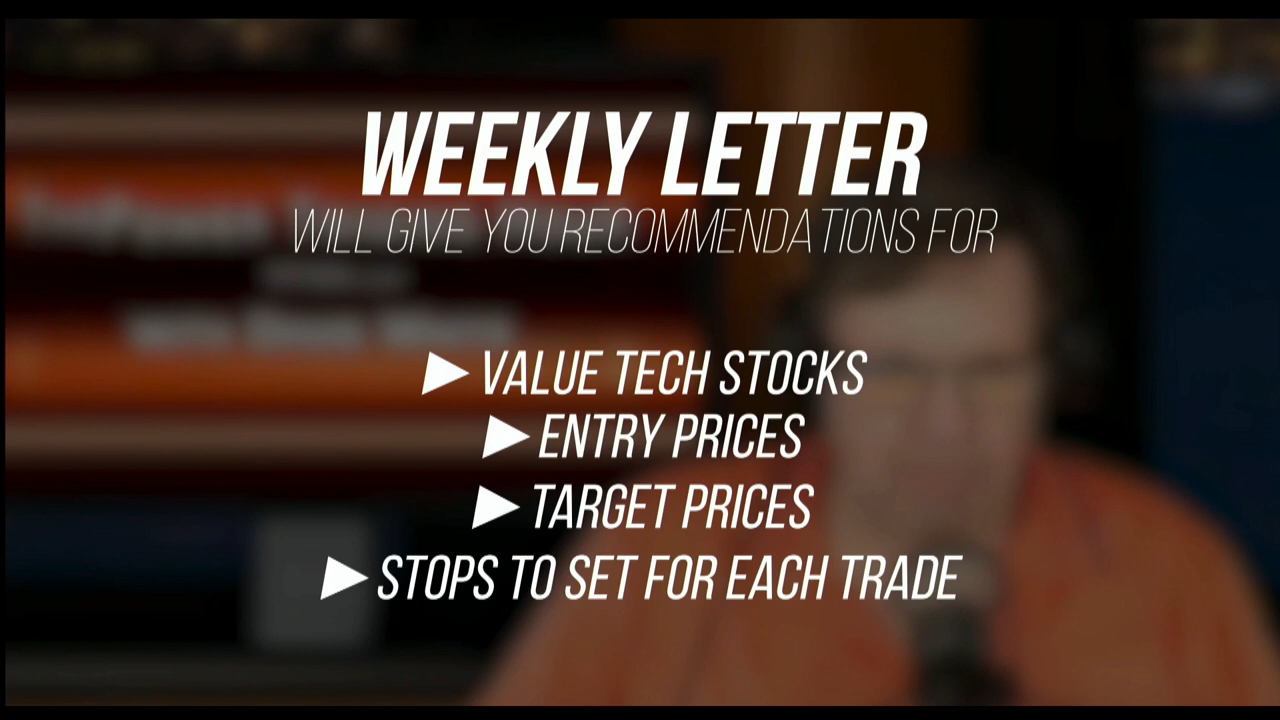 WEEKLY LETTER
WILL GIVE YOU RECOMMENDATIONS FOR
▶ VALUE TECH STOCKS
▶ ENTRY PRICES
▶ TARGET PRICES
▶ STOPS TO SET FOR EACH TRADE